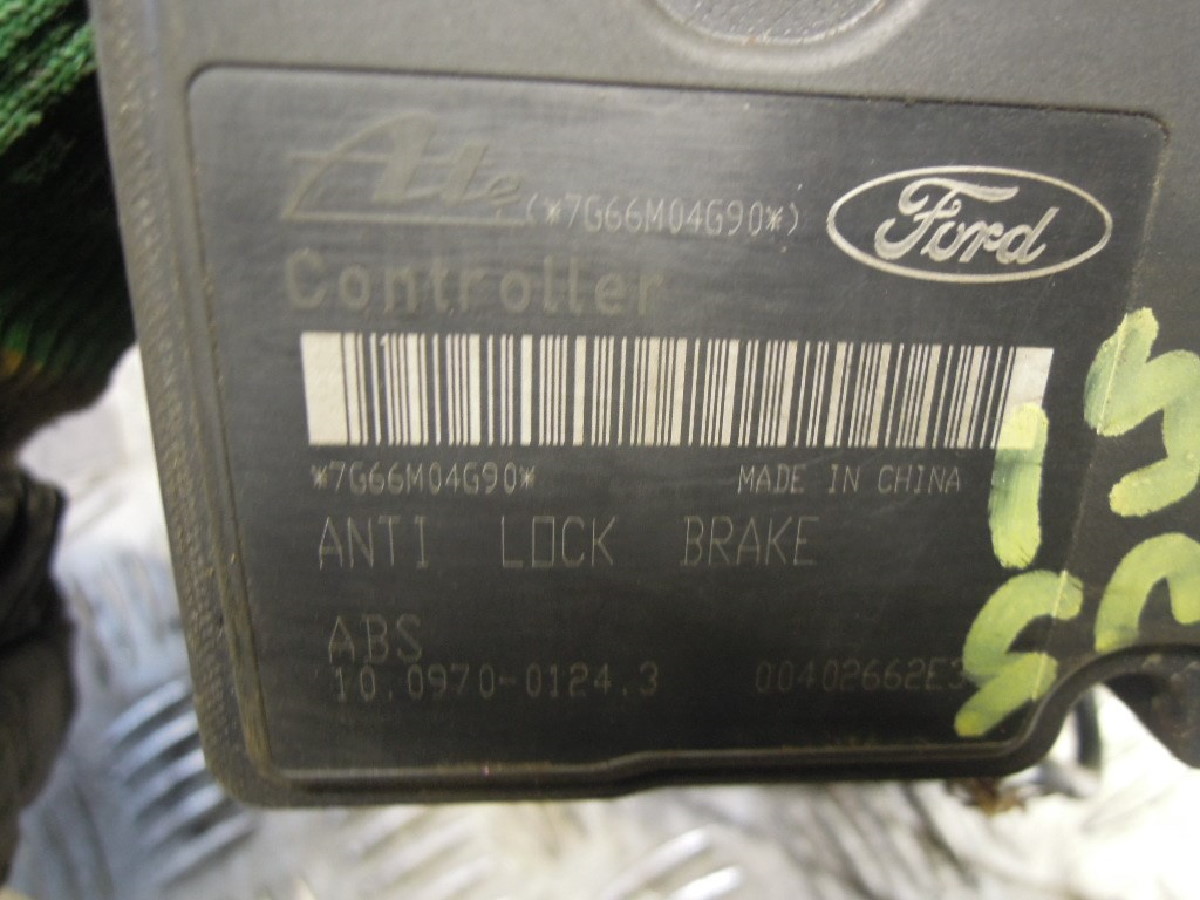 Ate (*7G66M04G90*) Ford
Controller
*7G66M04G90* MADE IN CHINA
ANTI LOCK BRAKE
ABS
10.0970-0124.3 00402662E3